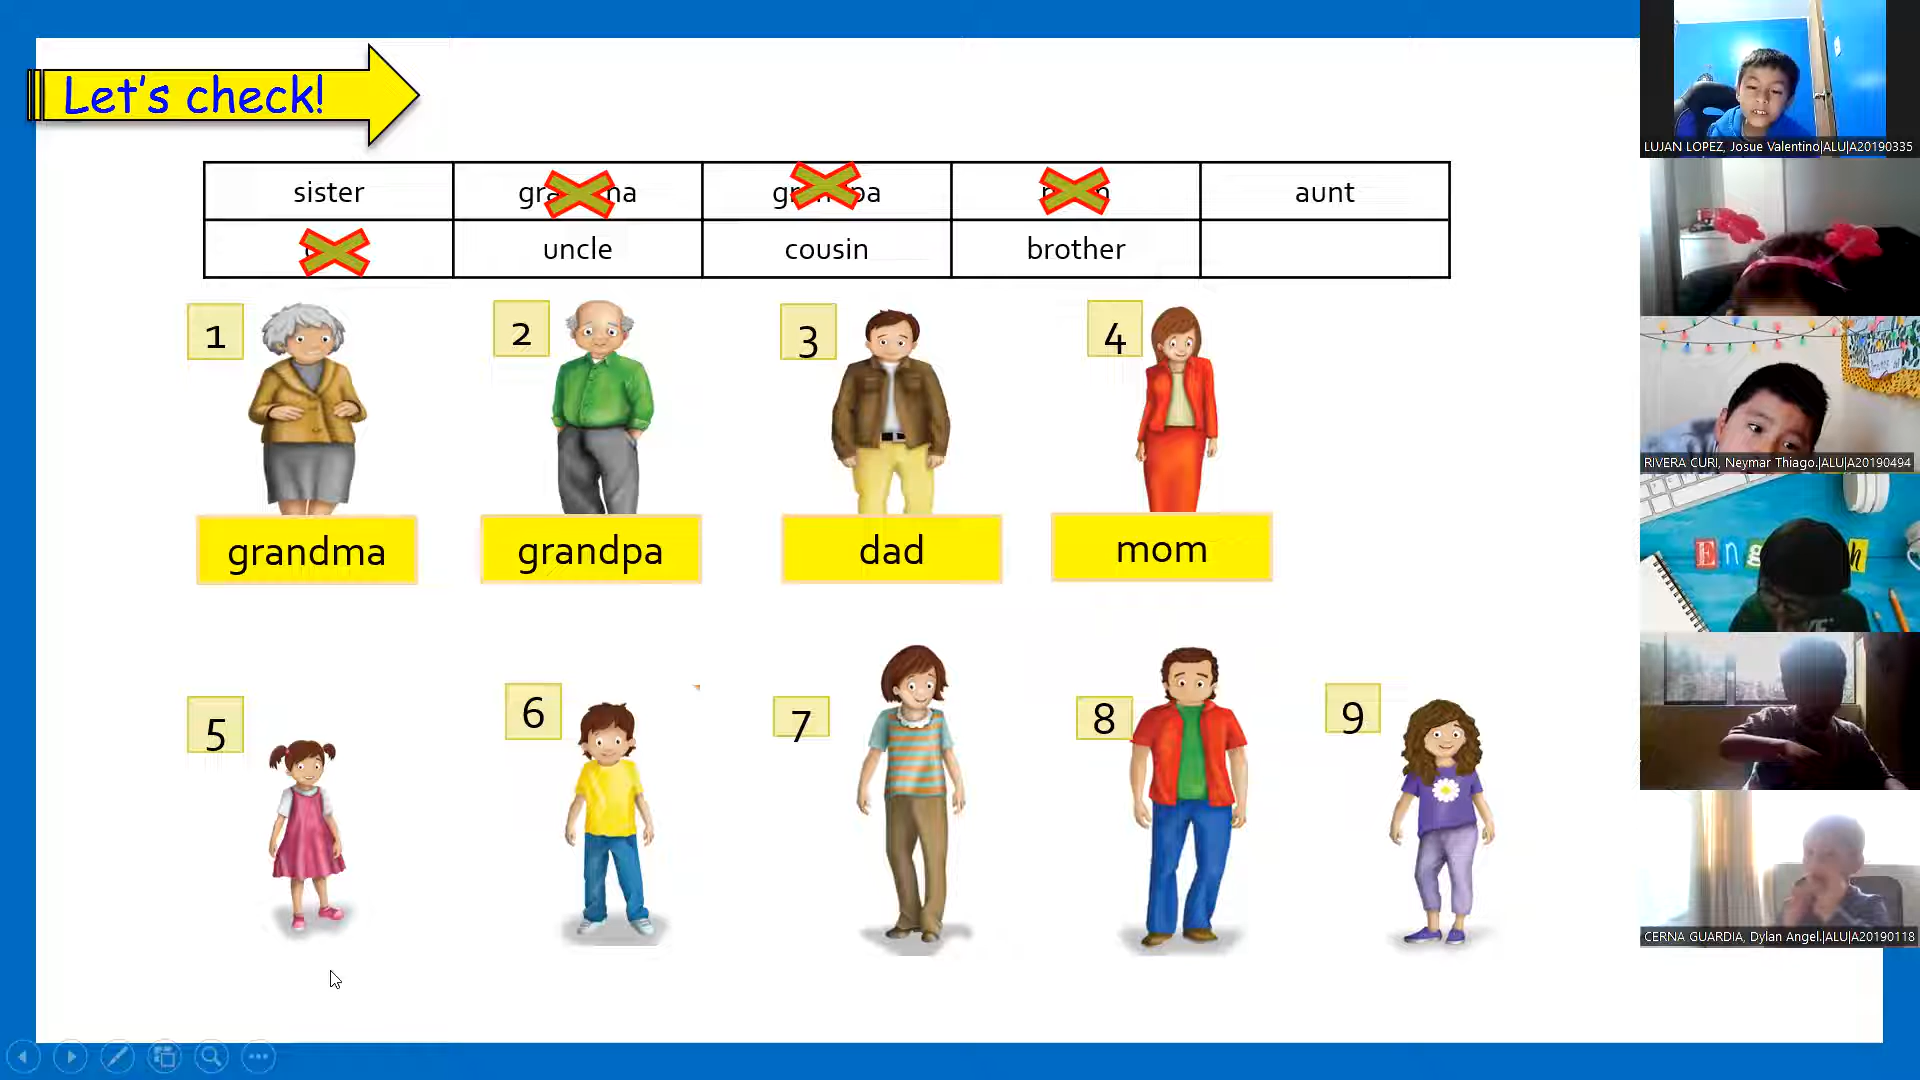 Let's check!
sister aunt
uncle cousin brother
1 2 3 4
grandma grandpa dad mom
5 6 7 8 9
LUJAN LOPEZ, Josue Valentino|ALU|A20190335
RIVERA CURI, Neymar Thiago.|ALU|A20190494
CERNA GUARDIA, Dylan Angel.|ALU|A20190118